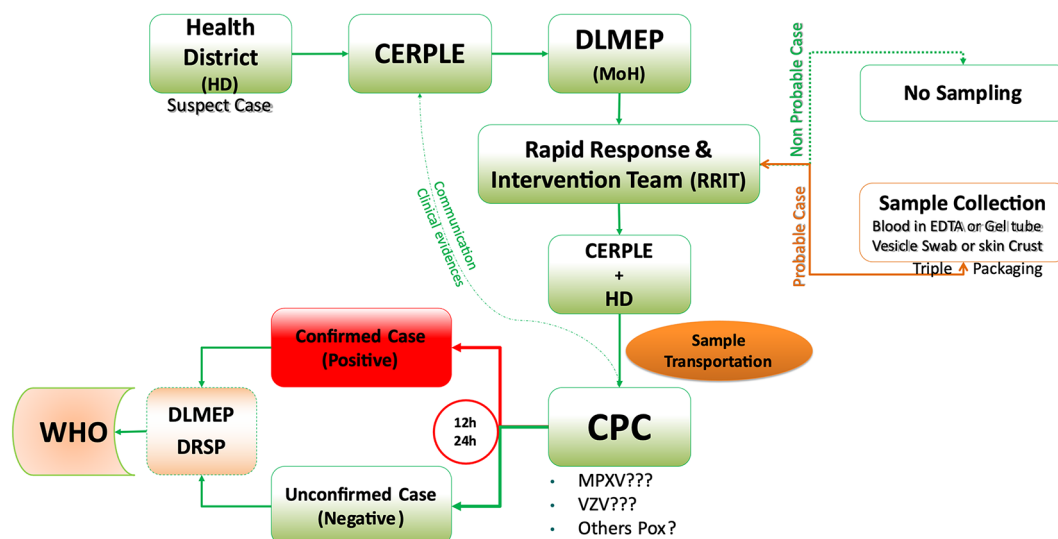 Health
District
(HD)
Suspect Case
CERPLE
DLMEP
(MoH)
Rapid Response &
Intervention Team (RRIT)
Non Probable Case
Probable Case
No Sampling
Sample Collection
Blood in EDTA or Gel tube
Vesicle Swab or skin Crust
Triple Packaging
Communication
Clinical evidences
CERPLE
+
HD
Sample
Transportation
Confirmed Case
(Positive)
WHO
DLMEP
DRSP
12h
24h
CPC
Unconfirmed Case
(Negative)
• MPXV???
• VZV???
• Others Pox?